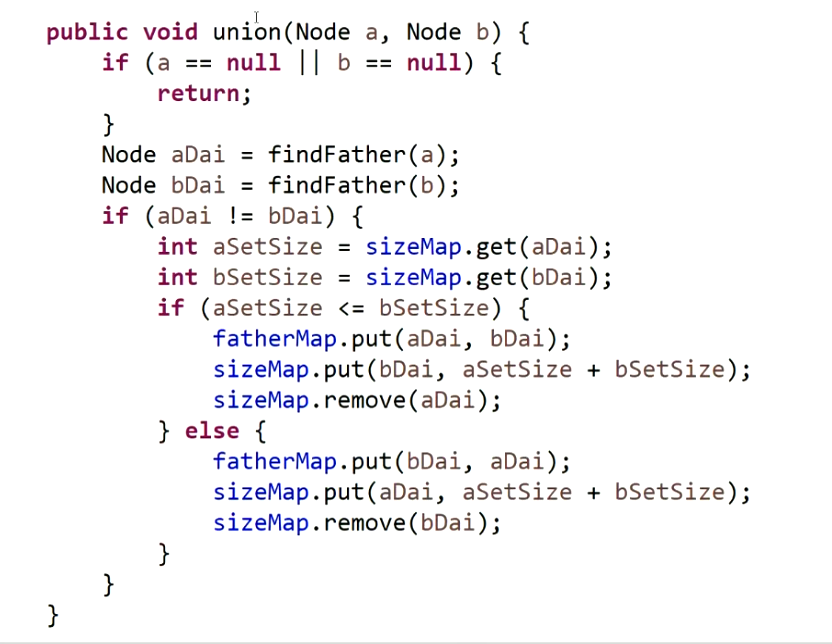 public void union(Node a, Node b) {
if (a == null || b == null) {
return;
}
Node aDai = findFather(a);
Node bDai = findFather(b);
if (aDai != bDai) {
int aSetSize = sizeMap.get(aDai);
int bSetSize = sizeMap.get(bDai);
if (aSetSize <= bSetSize) {
fatherMap.put(aDai, bDai);
sizeMap.put(bDai, aSetSize + bSetSize);
sizeMap.remove(aDai);
} else {
fatherMap.put(bDai, aDai);
sizeMap.put(aDai, aSetSize + bSetSize);
sizeMap.remove(bDai);
}
}
}